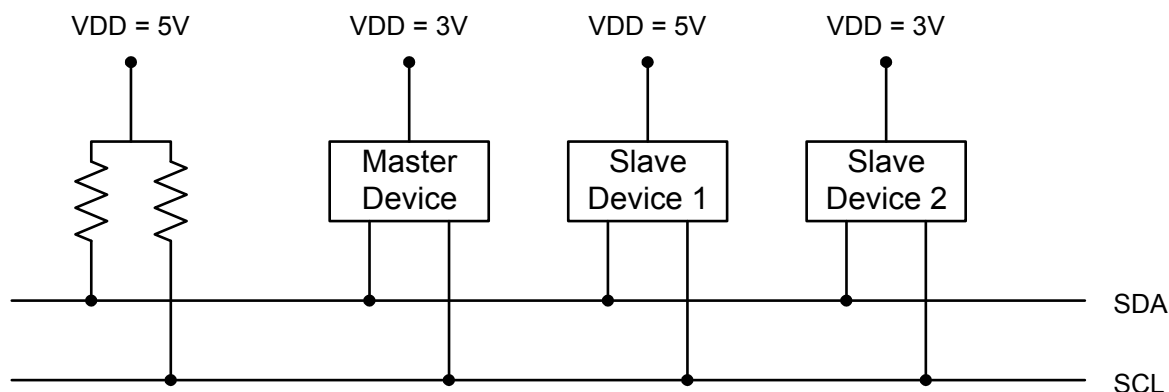 VDD = 5V
VDD = 3V
VDD = 5V
VDD = 3V
Master
Device
Slave
Device 1
Slave
Device 2
SDA
SCL